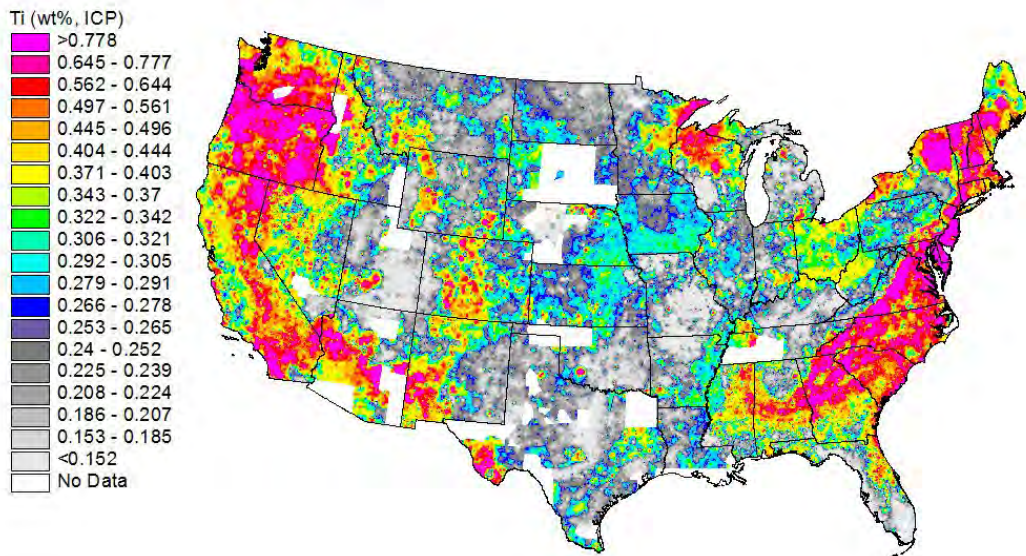 Ti (wt%, ICP)
>0.778
0.645 - 0.777
0.562 - 0.644
0.497 - 0.561
0.445 - 0.496
0.404 - 0.444
0.371 - 0.403
0.343 - 0.37
0.322 - 0.342
0.306 - 0.321
0.292 - 0.305
0.279 - 0.291
0.266 - 0.278
0.253 - 0.265
0.24 - 0.252
0.225 - 0.239
0.208 - 0.224
0.186 - 0.207
0.153 - 0.185
<0.152
No Data